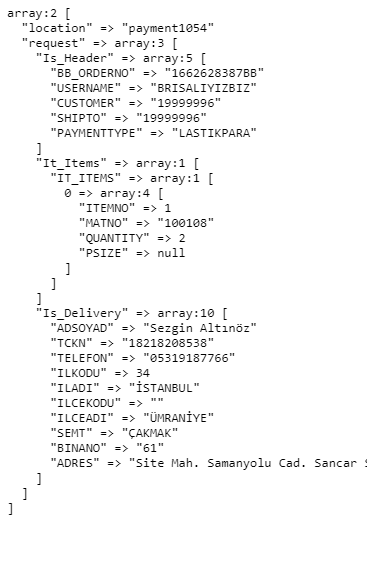 array:2 [
  "location" => "payment1054"
  "request" => array:3 [
    "Is_Header" => array:5 [
      "BB_ORDERNO" => "1662628387BB"
      "USERNAME" => "BRISALIYIZBIZ"
      "CUSTOMER" => "19999996"
      "SHIPTO" => "19999996"
      "PAYMENTTYPE" => "LASTIKPARA"
    ]
    "It_Items" => array:1 [
      "IT_ITEMS" => array:1 [
        0 => array:4 [
          "ITEMNO" => 1
          "MATNO" => "100108"
          "QUANTITY" => 2
          "PSIZE" => null
        ]
      ]
    ]
    "Is_Delivery" => array:10 [
      "ADSOYAD" => "Sezgin Altınöz"
      "TCKN" => "18218208538"
      "TELEFON" => "05319187766"
      "ILKODU" => 34
      "ILADI" => "İSTANBUL"
      "ILCEKODU" => ""
      "ILCEADI" => "ÜMRANİYE"
      "SEMT" => "ÇAKMAK"
      "BINANO" => "61"
      "ADRES" => "Site Mah. Samanyolu Cad. Sancar
    ]
  ]
]